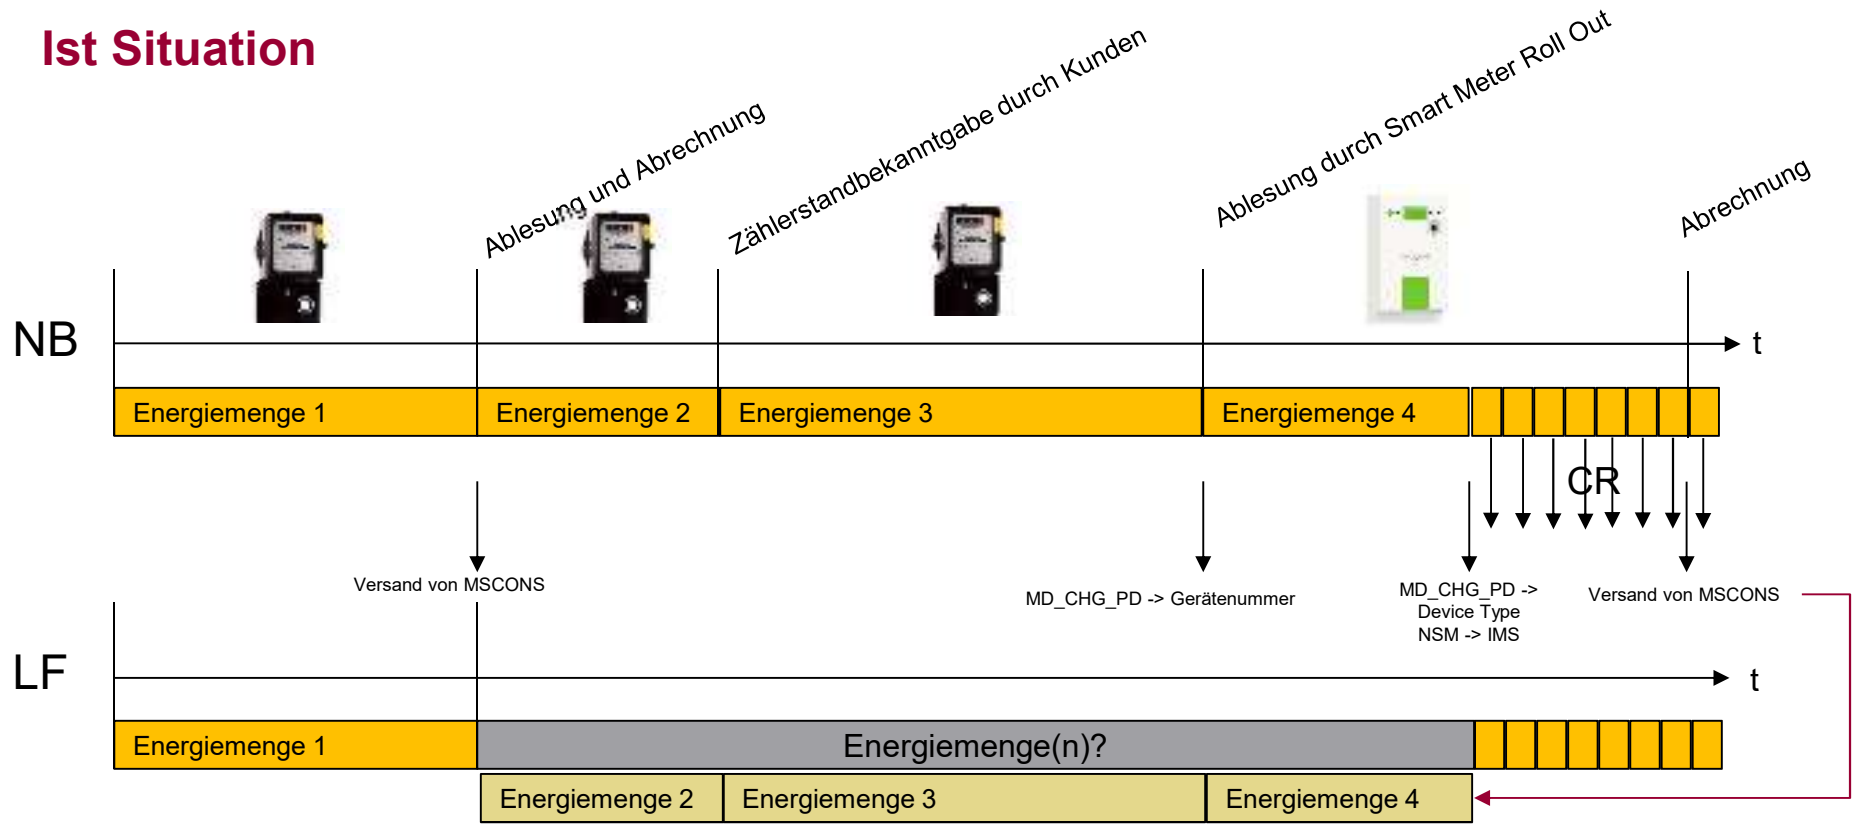 Ist Situation
Ablesung und Abrechnung
Zählerstandbekanntgabe durch Kunden
Ablesung durch Smart Meter Roll Out
Abrechnung
NB
t
Energiemenge 1
Energiemenge 2
Energiemenge 3
Energiemenge 4
CR
Versand von MSCONS
MD_CHG_PD -> Gerätenummer
MD_CHG_PD ->
Device Type
NSM -> IMS
Versand von MSCONS
LF
t
Energiemenge 1
Energiemenge(n)?
Energiemenge 2
Energiemenge 3
Energiemenge 4